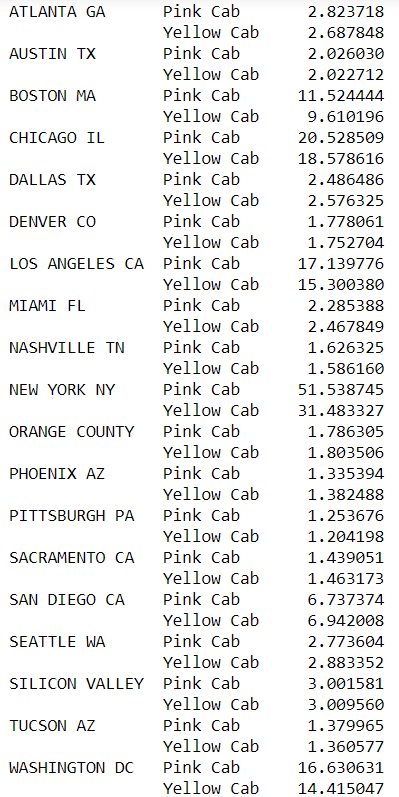 ATLANTA GA Pink Cab 2.823718
Yellow Cab 2.687848
AUSTIN TX Pink Cab 2.026030
Yellow Cab 2.022712
BOSTON MA Pink Cab 11.524444
Yellow Cab 9.610196
CHICAGO IL Pink Cab 20.528509
Yellow Cab 18.578616
DALLAS TX Pink Cab 2.486486
Yellow Cab 2.576325
DENVER CO Pink Cab 1.778061
Yellow Cab 1.752704
LOS ANGELES CA Pink Cab 17.139776
Yellow Cab 15.300380
MIAMI FL Pink Cab 2.285388
Yellow Cab 2.467849
NASHVILLE TN Pink Cab 1.626325
Yellow Cab 1.586160
NEW YORK NY Pink Cab 51.538745
Yellow Cab 31.483327
ORANGE COUNTY Pink Cab 1.786305
Yellow Cab 1.803506
PHOENIX AZ Pink Cab 1.335394
Yellow Cab 1.382488
PITTSBURGH PA Pink Cab 1.253676
Yellow Cab 1.204198
SACRAMENTO CA Pink Cab 1.439051
Yellow Cab 1.463173
SAN DIEGO CA Pink Cab 6.737374
Yellow Cab 6.942008
SEATTLE WA Pink Cab 2.773604
Yellow Cab 2.883352
SILICON VALLEY Pink Cab 3.001581
Yellow Cab 3.009560
TUCSON AZ Pink Cab 1.379965
Yellow Cab 1.360577
WASHINGTON DC Pink Cab 16.630631
Yellow Cab 14.415047